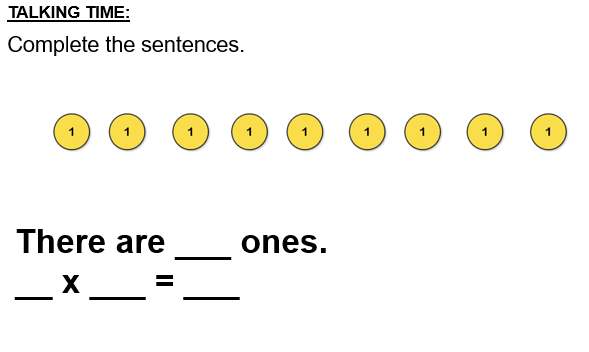 TALKING TIME:
Complete the sentences.
1 1 1 1 1 1 1 1 1
There are ___ ones.
__ x ___ = ___